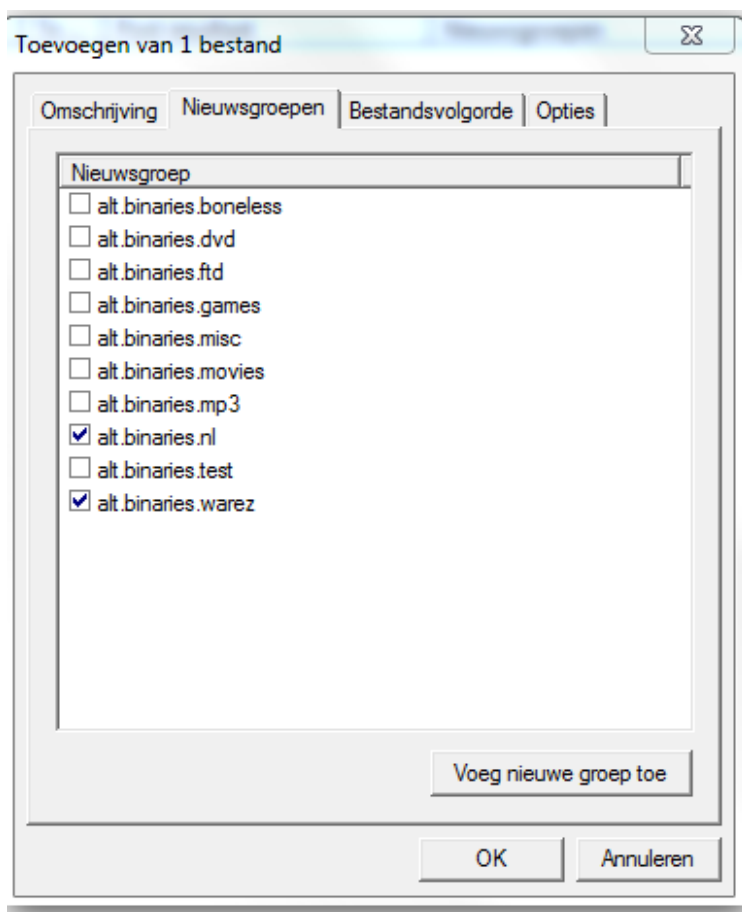 Toevoegen van 1 bestand
Omschrijving Nieuwsgroepen Bestandsvolgorde Opties
Nieuwsgroep
alt.binaries.boneless
alt.binaries.dvd
alt.binaries.ftd
alt.binaries.games
alt.binaries.misc
alt.binaries.movies
alt.binaries.mp3
alt.binaries.nl
alt.binaries.test
alt.binaries.warez
Voeg nieuwe groep toe
OK Annuleren